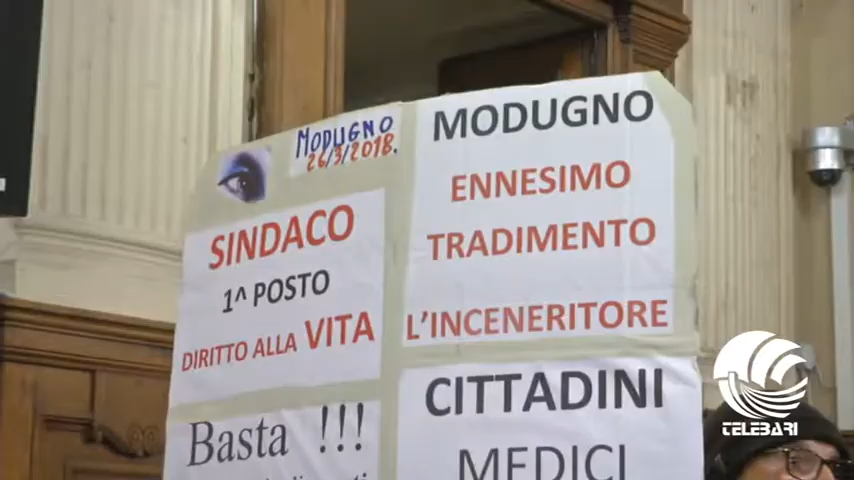 MODUGNO
26/3/2018.
SINDACO
1^ POSTO
DIRITTO ALLA VITA
Basta !!!
MODUGNO
ENNESIMO
TRADIMENTO
L'INCENERITORE
CITTADINI
MEDICI
TELEBARI